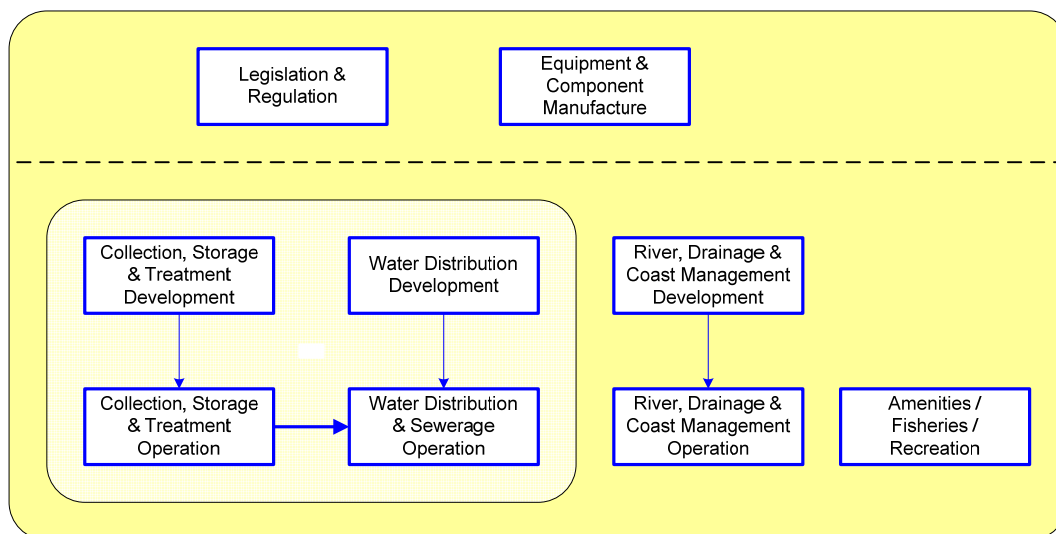 Legislation &
Regulation
Equipment &
Component
Manufacture
Collection, Storage
& Treatment
Development
Water Distribution
Development
River, Drainage &
Coast Management
Development
Collection, Storage
& Treatment
Operation
Water Distribution
& Sewerage
Operation
River, Drainage &
Coast Management
Operation
Amenities /
Fisheries /
Recreation